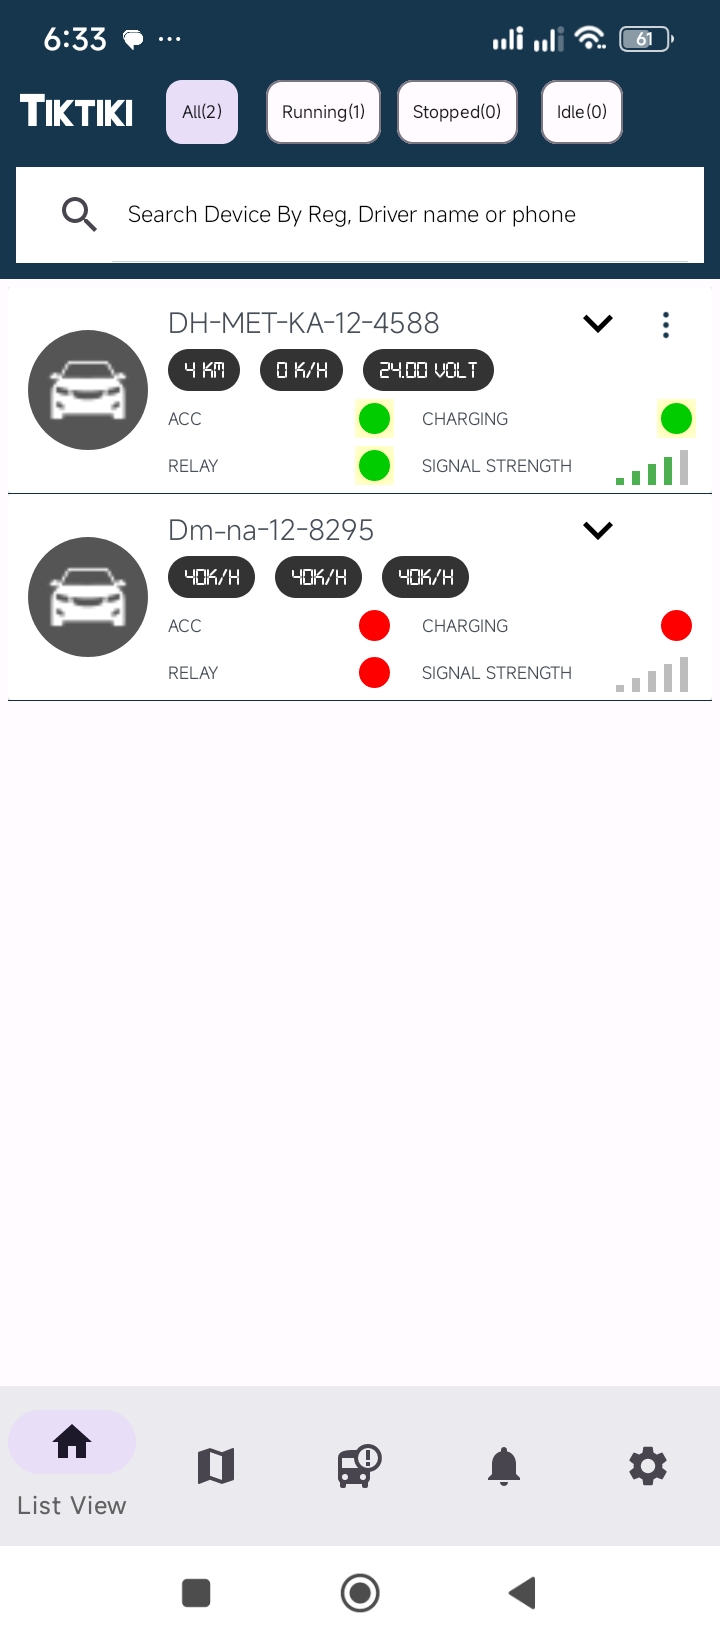 6:33
61
TIKTIKI
All(2) Running(1) Stopped(0) Idle(0)
Search Device By Reg, Driver name or phone
DH-MET-KA-12-4588
4 KM 0 K/H 24.00 VOLT
ACC CHARGING
RELAY SIGNAL STRENGTH
Dm-na-12-8295
40K/H 40K/H 40K/H
ACC CHARGING
RELAY SIGNAL STRENGTH
List View